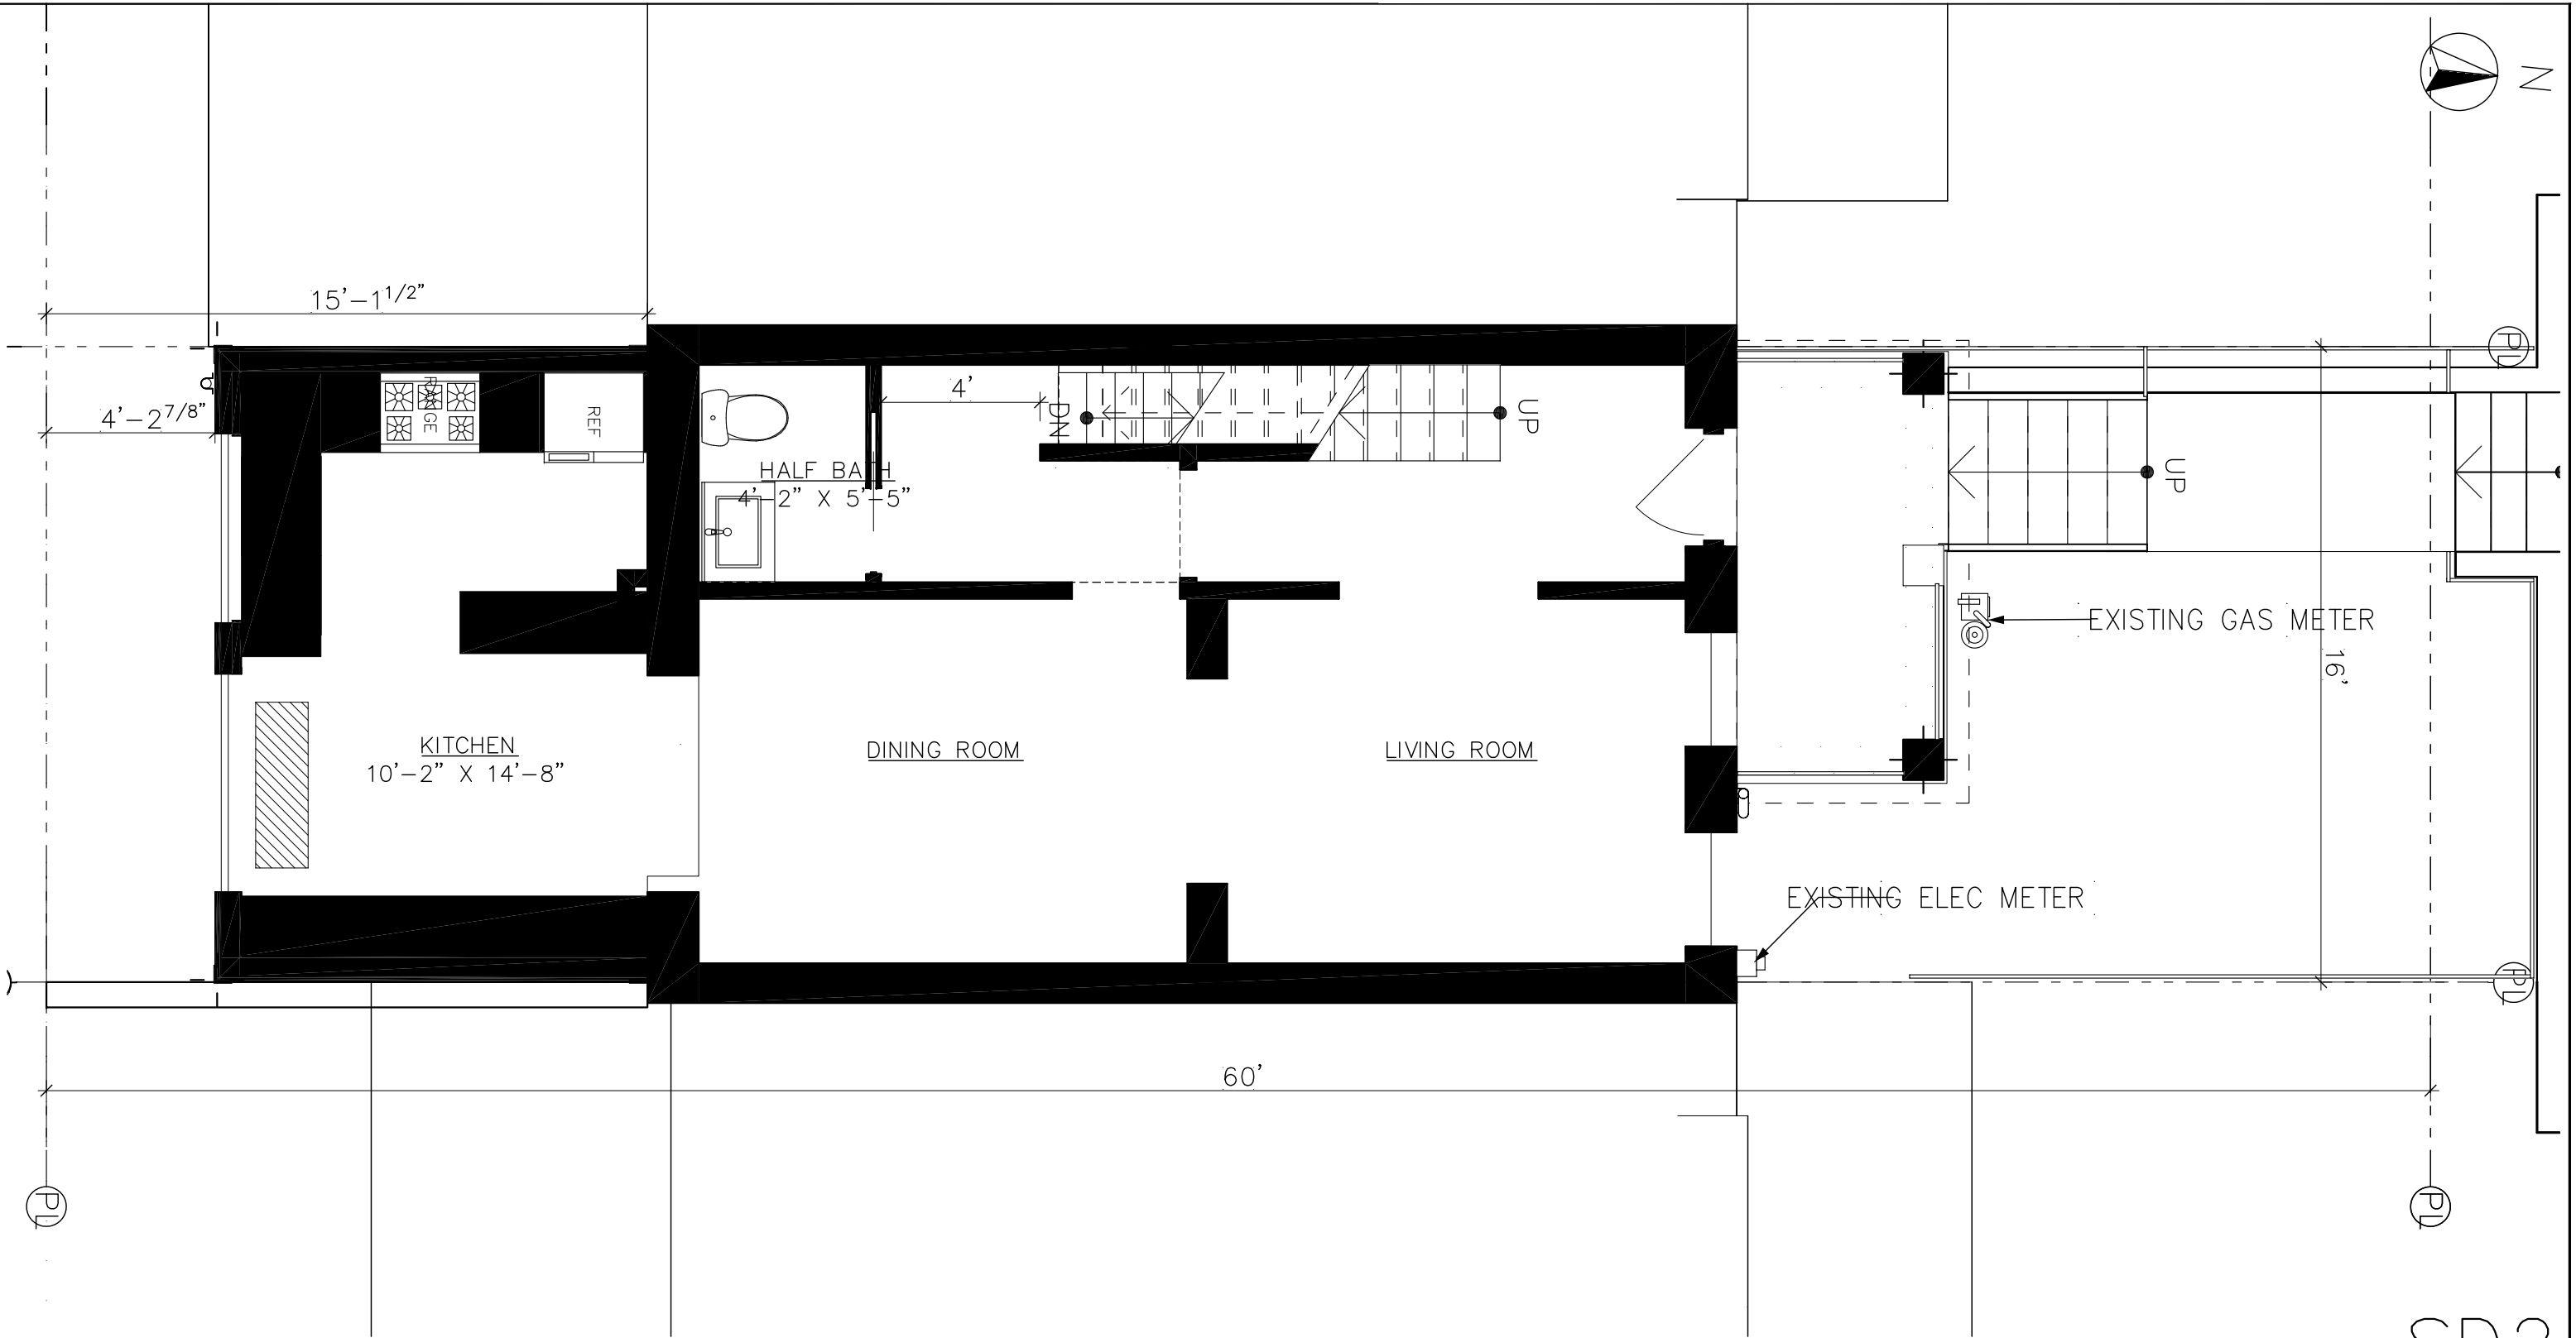 N
PL
15'-1 1/2"
4'-2 7/8"
RANGE
REF
4'
DN
UP
UP
HALF BATH
4'-2" X 5'-5"
EXISTING GAS METER
16'
KITCHEN
10'-2" X 14'-8"
DINING ROOM
LIVING ROOM
EXISTING ELEC METER
PL
60'
PL
PL